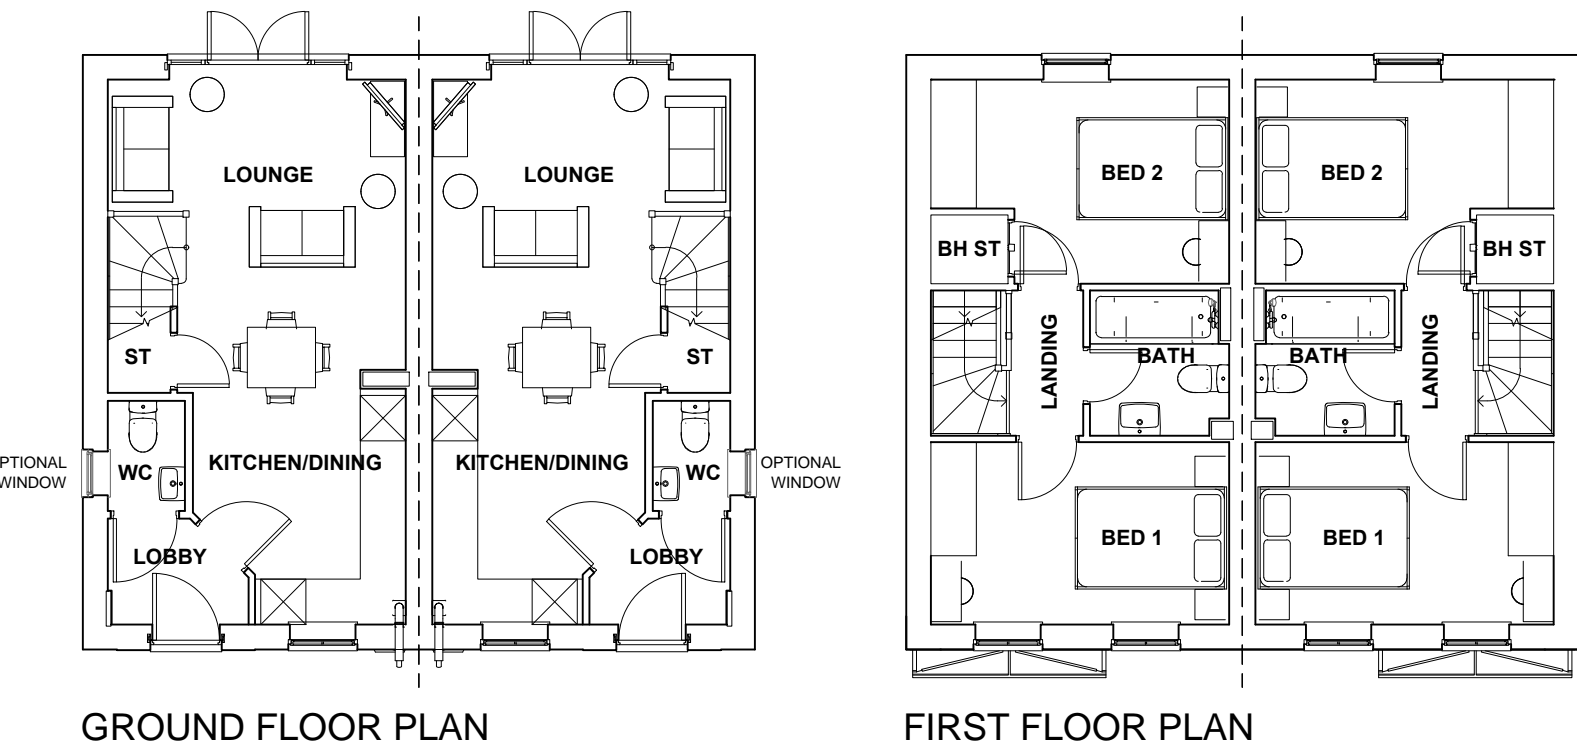 LOUNGE LOUNGE
BED 2 BED 2
BH ST BH ST
ST ST
LANDING BATH BATH LANDING
PTIONAL
WINDOW
WC KITCHEN/DINING KITCHEN/DINING WC
OPTIONAL
WINDOW
LOBBY LOBBY
BED 1 BED 1
GROUND FLOOR PLAN
FIRST FLOOR PLAN